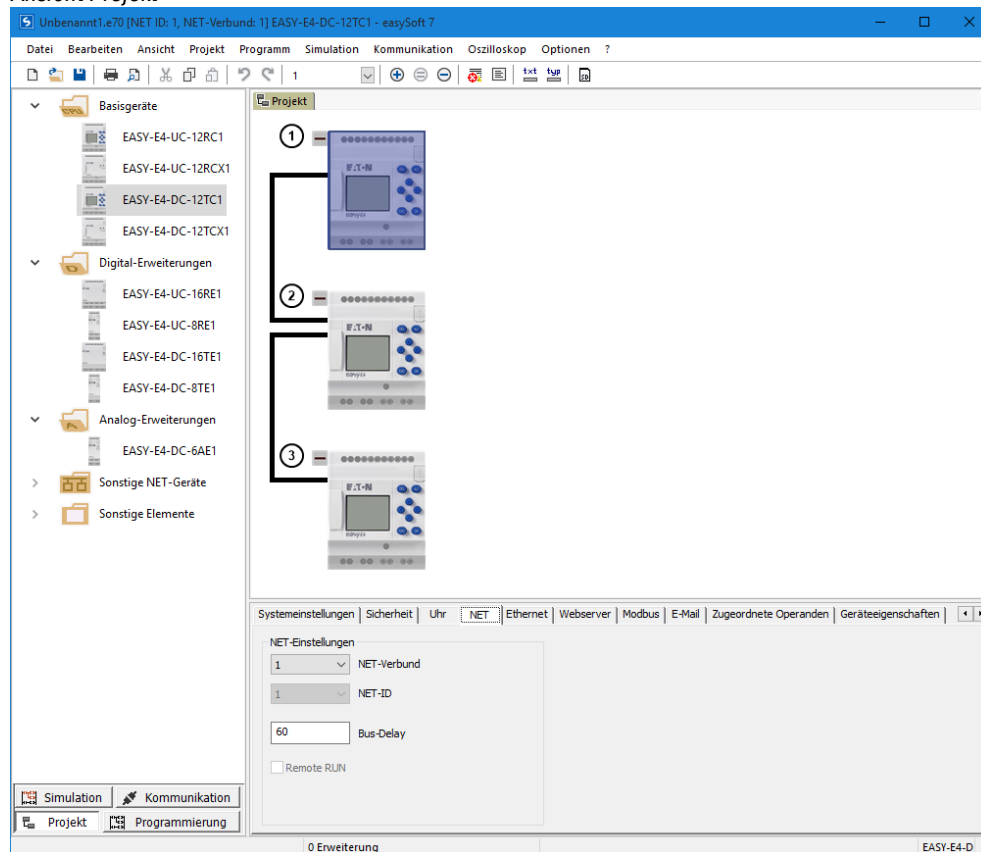 Ansicht Projekt
Unbenannt1.e70 [NET ID: 1, NET-Verbund: 1] EASY-E4-DC-12TC1 - easySoft 7
Datei Bearbeiten Ansicht Projekt Programm Simulation Kommunikation Oszilloskop Optionen ?
1
txt typ
Basisgeräte
EASY-E4-UC-12RC1
EASY-E4-UC-12RCX1
EASY-E4-DC-12TC1
EASY-E4-DC-12TCX1
Digital-Erweiterungen
EASY-E4-UC-16RE1
EASY-E4-UC-8RE1
EASY-E4-DC-16TE1
EASY-E4-DC-8TE1
Analog-Erweiterungen
EASY-E4-DC-6AE1
Sonstige NET-Geräte
Sonstige Elemente
Simulation Kommunikation
Projekt Programmierung
Projekt
1
E.T.N
2
E.T.N
3
E.T.N
Systemeinstellungen Sicherheit Uhr NET Ethernet Webserver Modbus E-Mail Zugeordnete Operanden Geräteeigenschaften
NET-Einstellungen
1 NET-Verbund
1 NET-ID
60 Bus-Delay
Remote RUN
0 Erweiterung EASY-E4-D